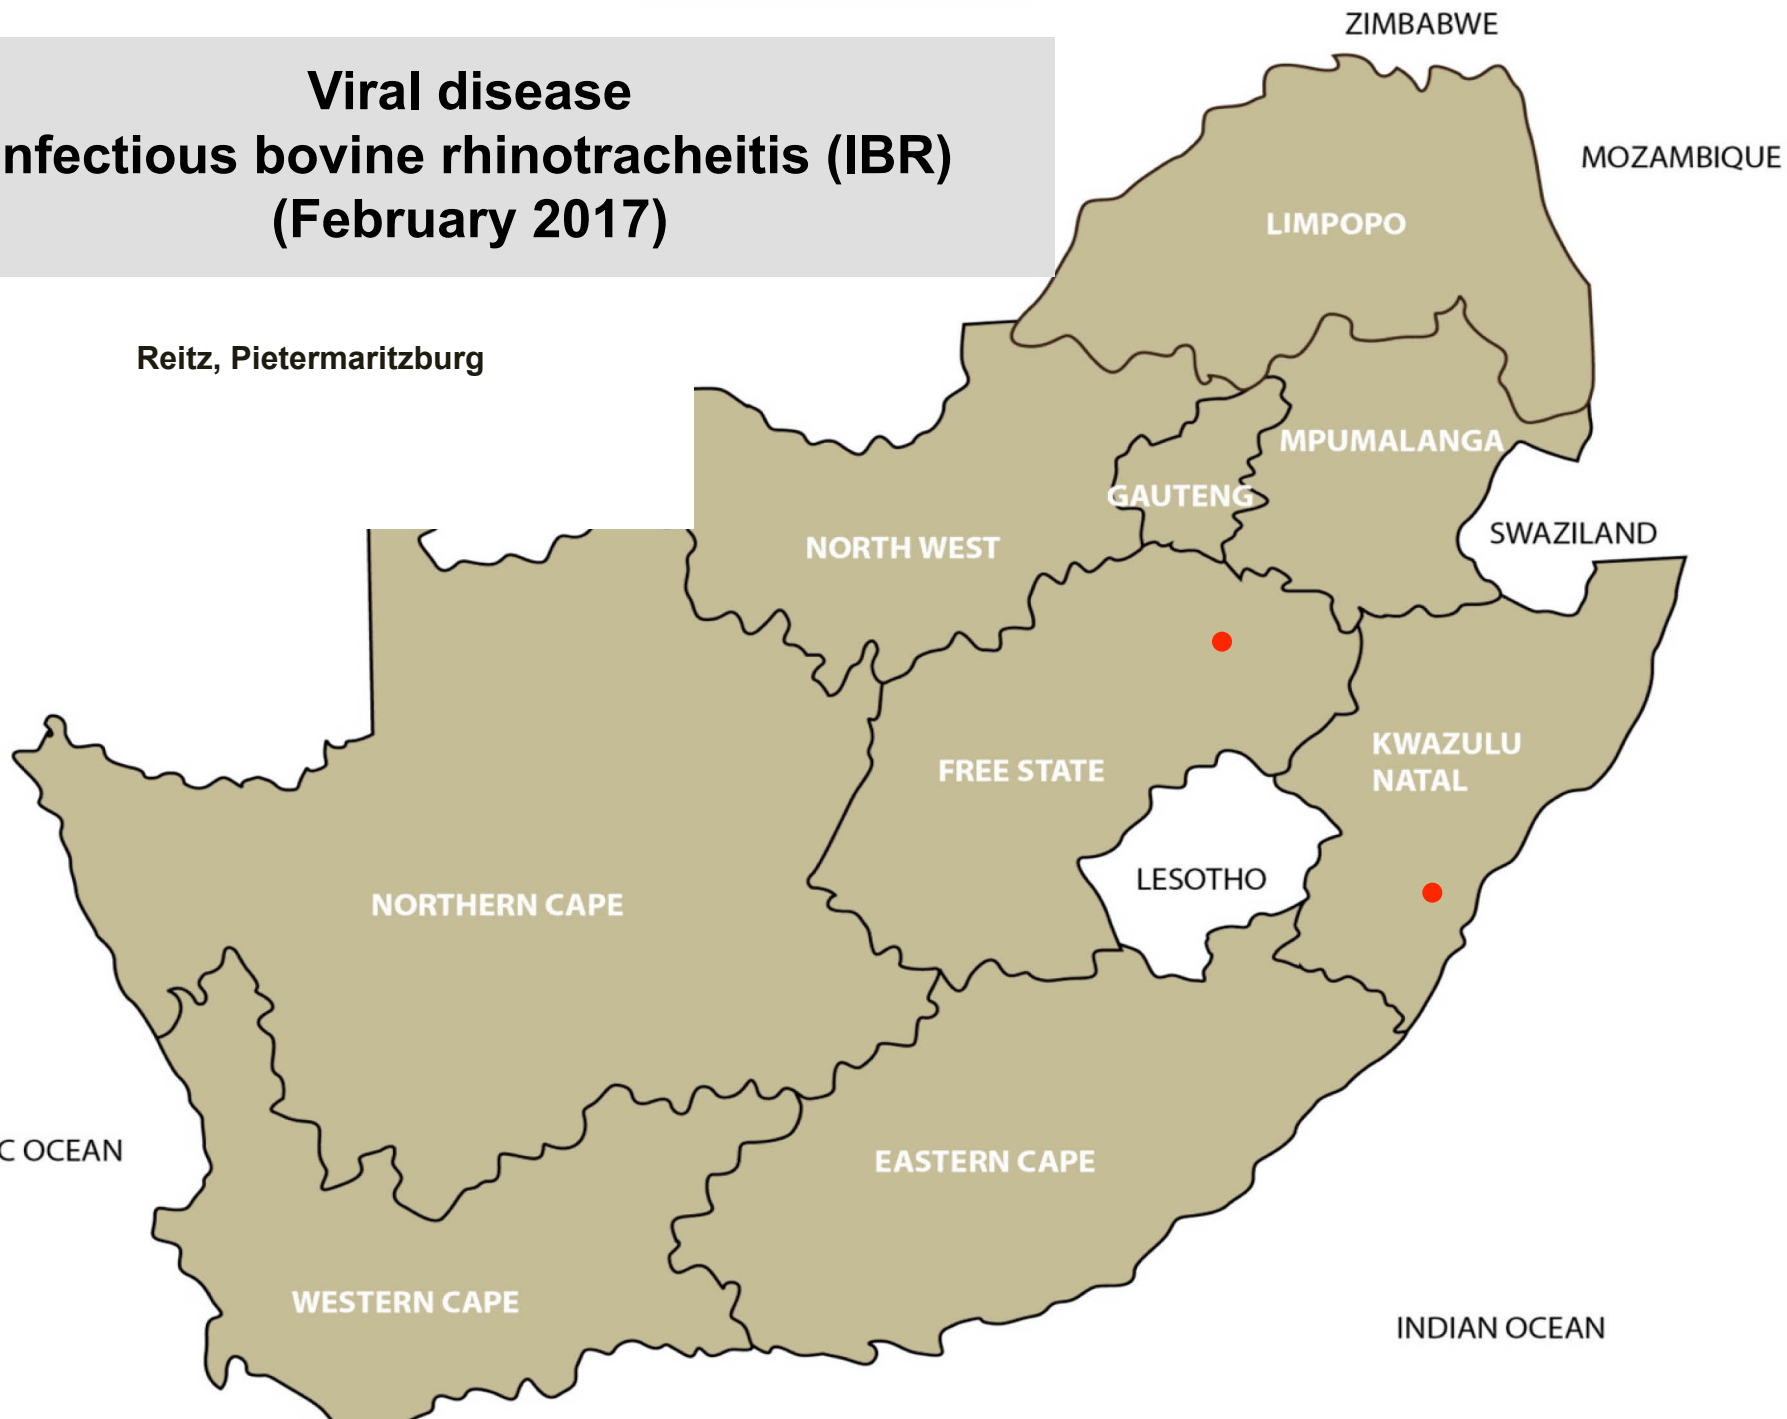 ZIMBABWE
Viral disease
nfectious bovine rhinotracheitis (IBR)
(February 2017)
MOZAMBIQUE
LIMPOPO
Reitz, Pietermaritzburg
MPUMALANGA
GAUTENG
SWAZILAND
NORTH WEST
KWAZULU
NATAL
FREE STATE
LESOTHO
NORTHERN CAPE
C OCEAN
EASTERN CAPE
WESTERN CAPE
INDIAN OCEAN